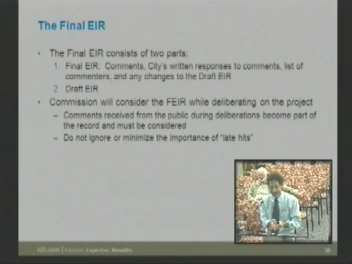 The Final EIR
• The Final EIR consists of two parts:
1. Final EIR: Comments, City's written responses to comments, list of
commenters, and any changes to the Draft EIR
2. Draft EIR
• Commission will consider the FEIR while deliberating on the project
– Comments received from the public during deliberations become part of
the record and must be considered
– Do not ignore or minimize the importance of "late hits"
Results